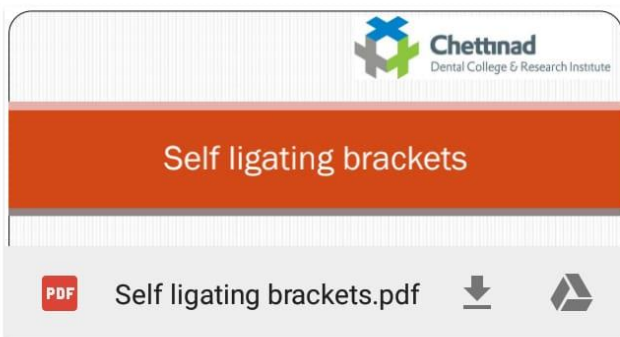 Chettinad
Dental College & Research Institute
Self ligating brackets
PDF
Self ligating brackets.pdf